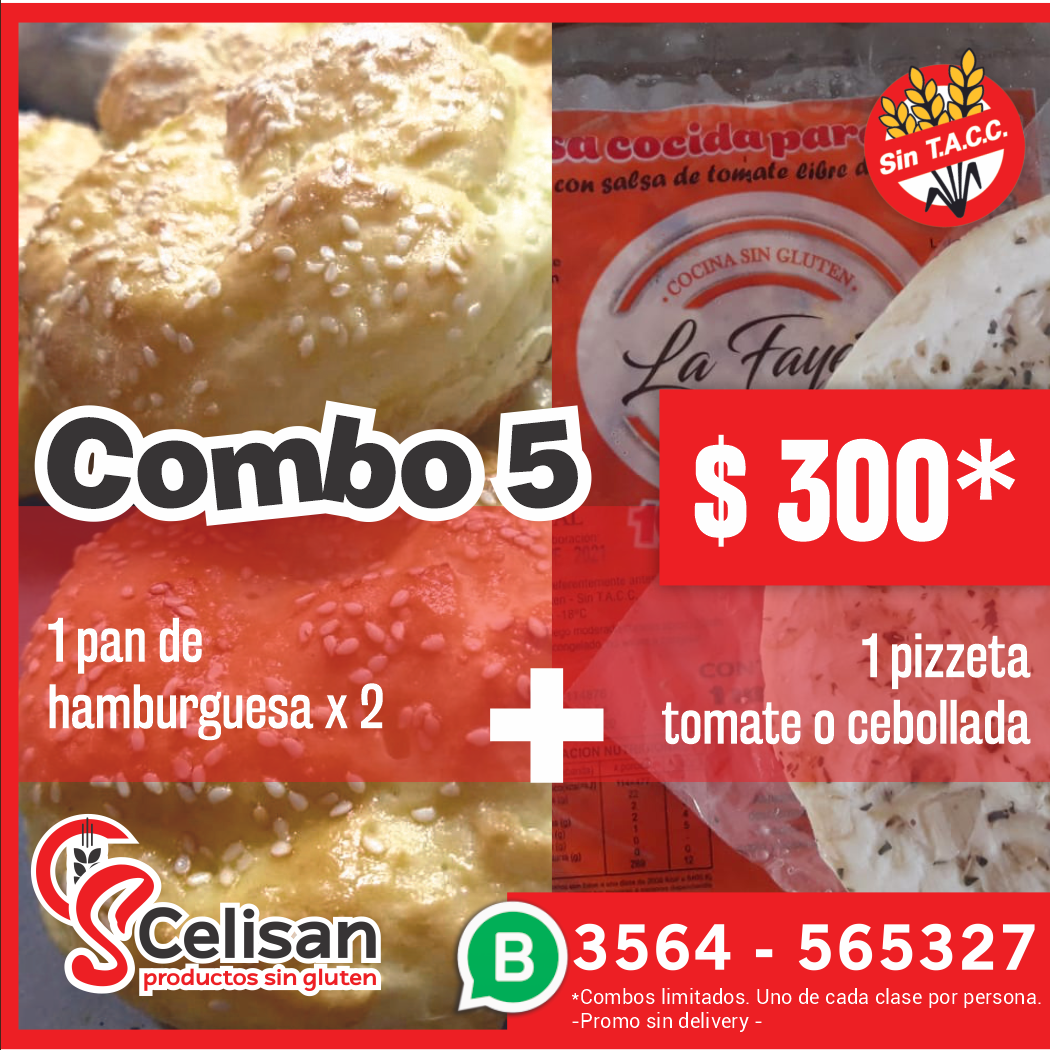 sa cocida para
con salsa de tomate libre d
Sin T.A.C.C.
COCINA SIN GLUTEN
La Faye
Combo 5
$ 300*
1 pan de
hamburguesa x 2
+
1 pizzeta
tomate o cebollada
Celisan
productos sin gluten
B
3564 - 565327
*Combos limitados. Uno de cada clase por persona.
-Promo sin delivery -